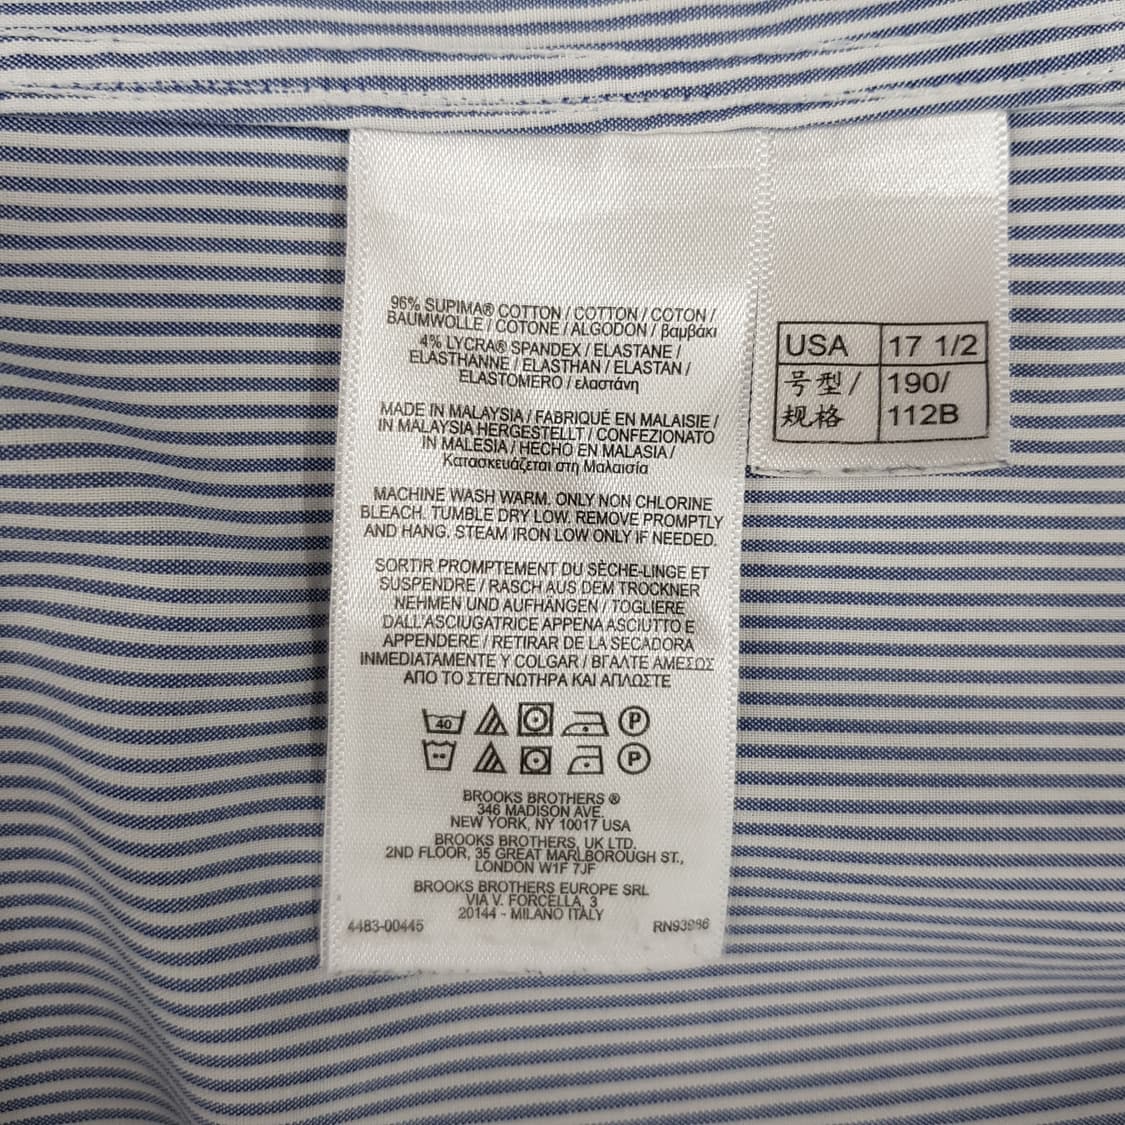 96% SUPIMA® COTTON / COTTON / COTON /
BAUMWOLLE / COTONE / ALGODON / βαμβάκι
4% LYCRA® SPANDEX / ELASTANE /
ELASTHANNE / ELASTHAN / ELASTAN /
ELASTOMERO / ελαστάνη
MADE IN MALAYSIA / FABRIQUÉ EN MALAISIE /
IN MALAYSIA HERGESTELLT / CONFEZIONATO
IN MALESIA / HECHO EN MALASIA /
Κατασκευάζεται στη Μαλαισία
MACHINE WASH WARM. ONLY NON CHLORINE
BLEACH. TUMBLE DRY LOW. REMOVE PROMPTLY
AND HANG. STEAM IRON LOW ONLY IF NEEDED.
SORTIR PROMPTEMENT DU SÈCHE-LINGE ET
SUSPENDRE / RASCH AUS DEM TROCKNER
NEHMEN UND AUFHÄNGEN / TOGLIERE
DALL'ASCIUGATRICE APPENA ASCIUTTO E
APPENDERE / RETIRAR DE LA SECADORA
INMEDIATAMENTE Y COLGAR / ΒΓΑΛΤΕ ΑΜΕΣΩΣ
ΑΠΟ ΤΟ ΣΤΕΓΝΩΤΗΡΑ ΚΑΙ ΑΠΛΩΣΤΕ
40 P
P
BROOKS BROTHERS ®
346 MADISON AVE.
NEW YORK, NY 10017 USA
BROOKS BROTHERS, UK LTD.
2ND FLOOR, 35 GREAT MARLBOROUGH ST.,
LONDON W1F 7JF
BROOKS BROTHERS EUROPE SRL
VIA V. FORCELLA, 3
20144 - MILANO ITALY
4483-00445 RN93986
USA 17 1/2
号型/ 190/
规格 112B